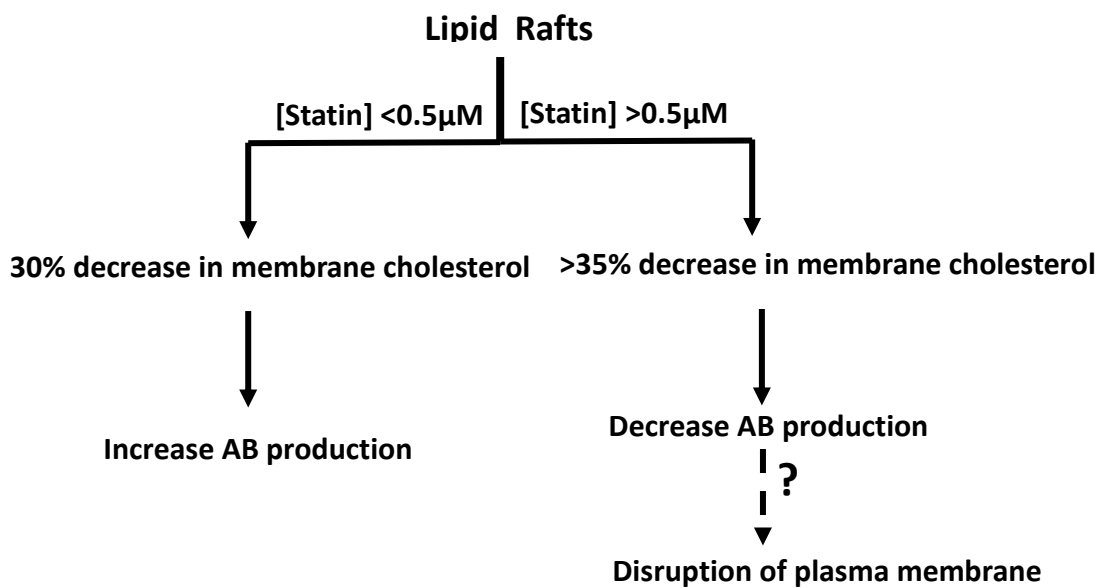 Lipid Rafts
[Statin] <0.5µM
[Statin] >0.5µM
30% decrease in membrane cholesterol
>35% decrease in membrane cholesterol
Increase AB production
Decrease AB production
?
Disruption of plasma membrane